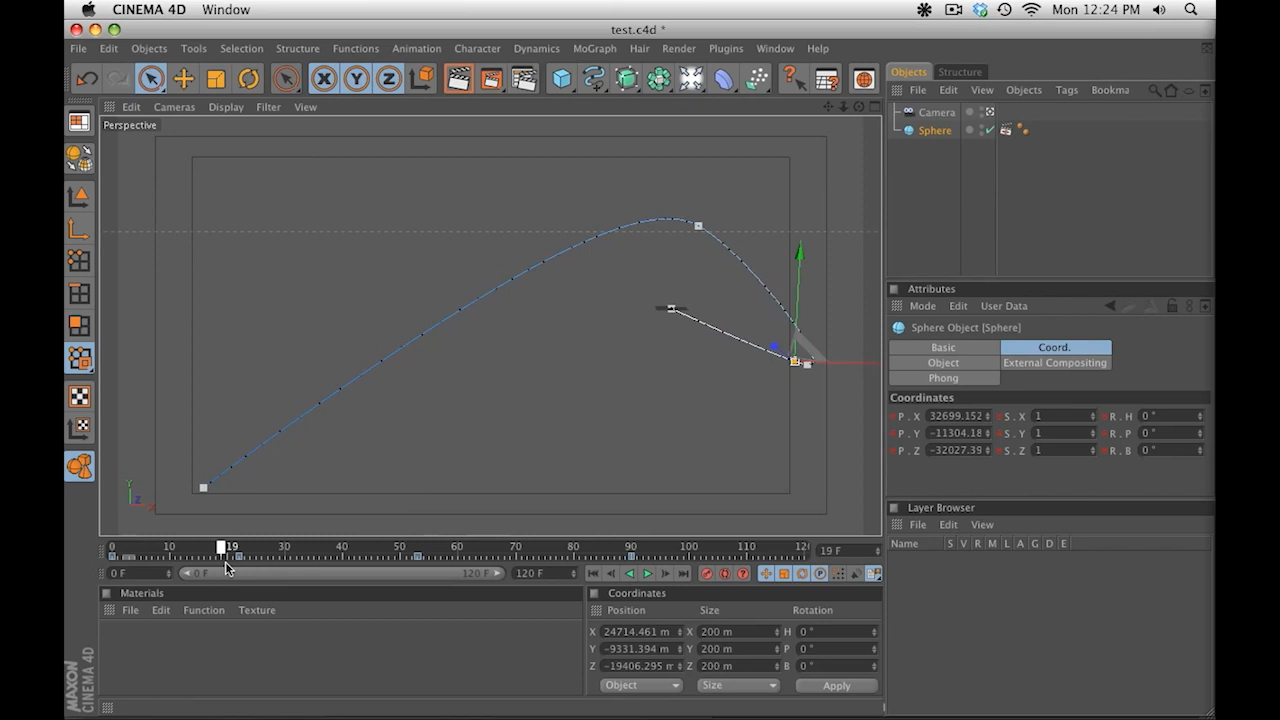 CINEMA 4D Window Mon 12:24 PM
test.c4d *
File Edit Objects Tools Selection Structure Functions Animation Character Dynamics MoGraph Hair Render Plugins Window Help
X Y Z Objects Structure
Edit Cameras Display Filter View File Edit View Objects Tags Bookma
Perspective
Camera
Sphere
Attributes
Mode Edit User Data
Sphere Object [Sphere]
Basic Coord.
Object External Compositing
Phong
Coordinates
P . X 32699.152 S . X 1 R . H 0 °
P . Y -11304.18 S . Y 1 R . P 0 °
P . Z -32027.39 S . Z 1 R . B 0 °
Y
Z X
Layer Browser
File Edit View
Name S V R M L A G D E
0 10 19 30 40 50 60 70 80 90 100 110 12 19 F
0 F 0 F 120 F 120 F P
Materials Coordinates
File Edit Function Texture Position Size Rotation
X 24714.461 m X 200 m H 0 °
Y -9331.394 m Y 200 m P 0 °
Z -19406.295 m Z 200 m B 0 °
Object Size Apply
MAXON
CINEMA 4D